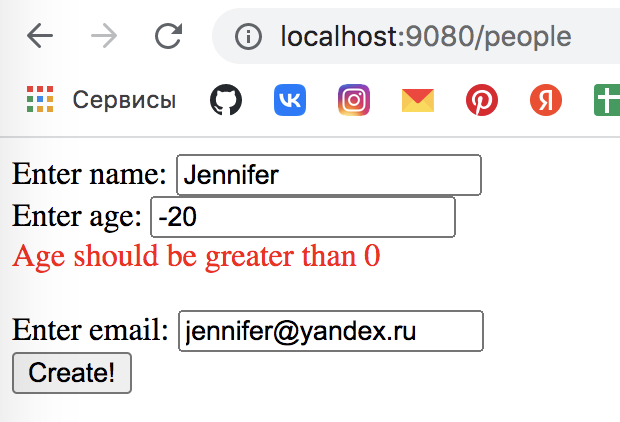 localhost:9080/people
Сервисы
Enter name: Jennifer
Enter age: -20
Age should be greater than 0
Enter email: jennifer@yandex.ru
Create!